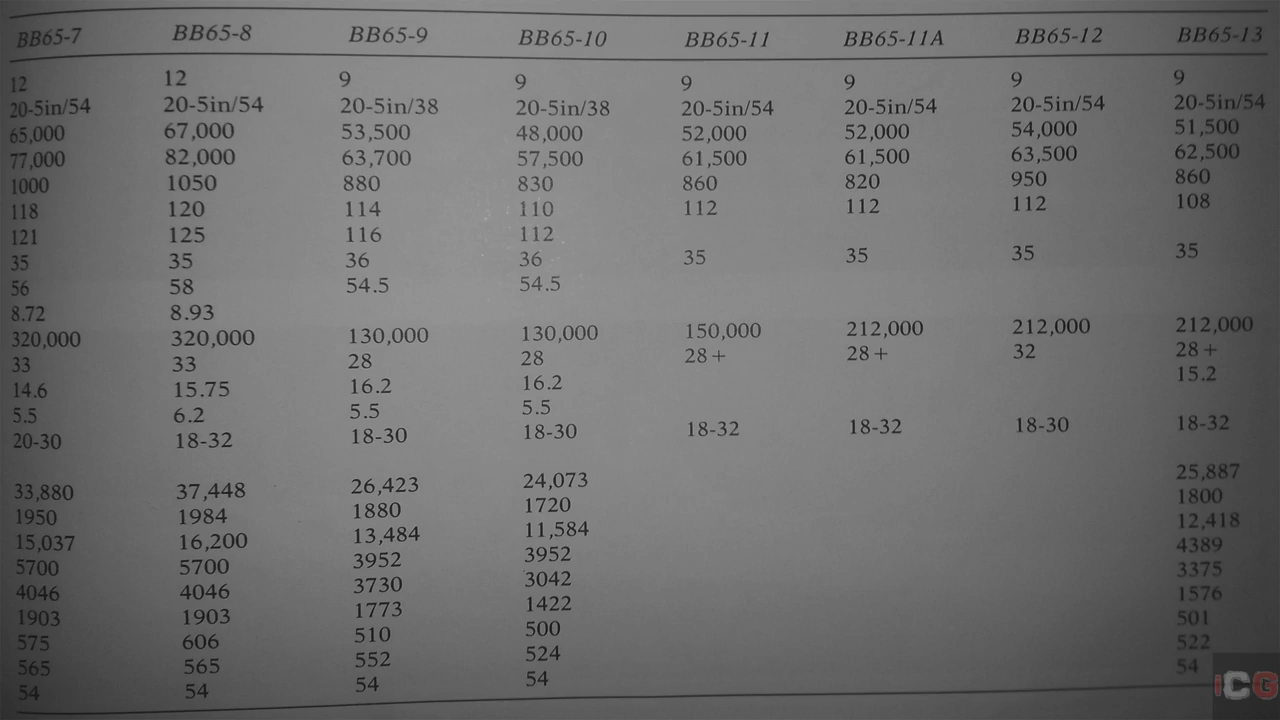 BB65-7 BB65-8 BB65-9 BB65-10 BB65-11 BB65-11A BB65-12 BB65-13
12 12 9 9 9 9 9 9
20-5in/54 20-5in/54 20-5in/38 20-5in/38 20-5in/54 20-5in/54 20-5in/54 20-5in/54
65,000 67,000 53,500 48,000 52,000 52,000 54,000 51,500
77,000 82,000 63,700 57,500 61,500 61,500 63,500 62,500
1000 1050 880 830 860 820 950 860
118 120 114 110 112 112 112 108
121 125 116 112
35 35 36 36 35 35 35 35
56 58 54.5 54.5
8.72 8.93
320,000 320,000 130,000 130,000 150,000 212,000 212,000 212,000
33 33 28 28 28+ 28+ 32 28+
14.6 15.75 16.2 16.2 15.2
5.5 6.2 5.5 5.5
20-30 18-32 18-30 18-30 18-32 18-32 18-30 18-32
33,880 37,448 26,423 24,073 25,887
1950 1984 1880 1720 1800
15,037 16,200 13,484 11,584 12,418
5700 5700 3952 3952 4389
4046 4046 3730 3042 3375
1903 1903 1773 1422 1576
575 606 510 500 501
565 565 552 524 522
54 54 54 54 54
iCG